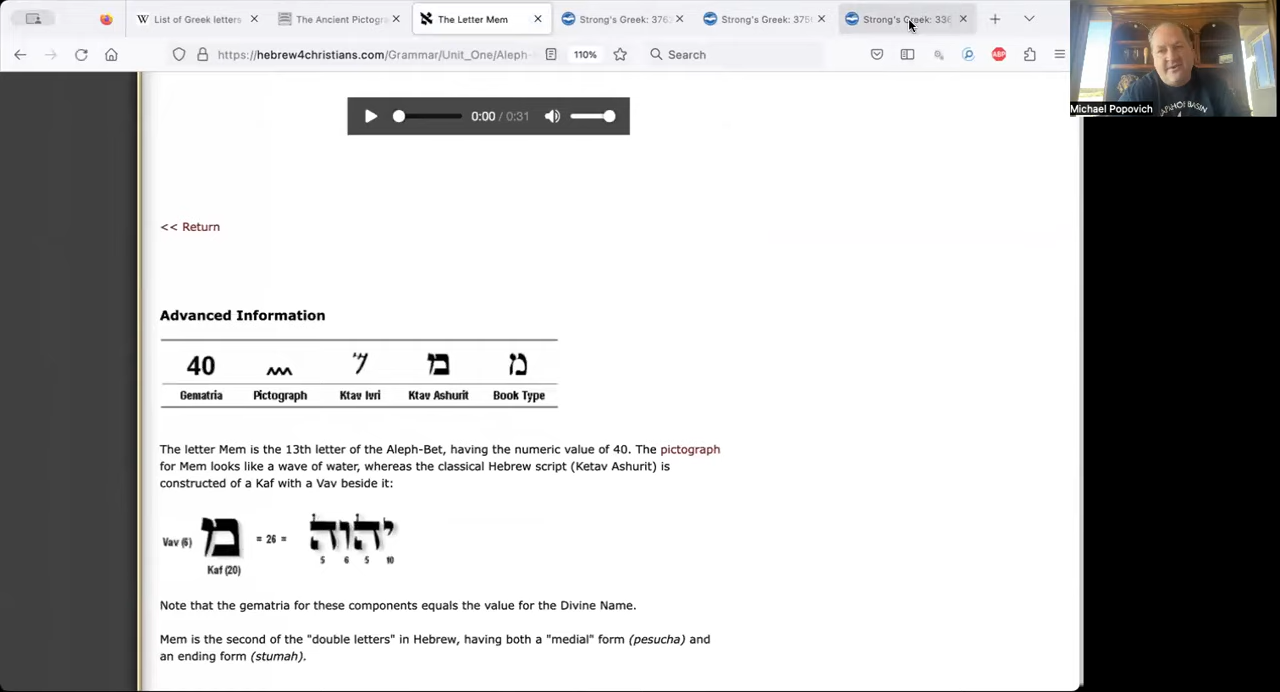 List of Greek letters
The Ancient Pictogr
The Letter Mem
Strong's Greek: 376
Strong's Greek: 375
Strong's Greek: 336
https://hebrew4christians.com/Grammar/Unit_One/Aleph-
110%
Search
ABP
Michael Popovich
BASIN
0:00 / 0:31
<< Return
Advanced Information
40 מ מ
Gematria Pictograph Ktav Ivri Ktav Ashurit Book Type
The letter Mem is the 13th letter of the Aleph-Bet, having the numeric value of 40. The pictograph
for Mem looks like a wave of water, whereas the classical Hebrew script (Ketav Ashurit) is
constructed of a Kaf with a Vav beside it:
Vav (6) מ = 26 = יהוה
5 6 5 10
Kaf (20)
Note that the gematria for these components equals the value for the Divine Name.
Mem is the second of the "double letters" in Hebrew, having both a "medial" form (pesucha) and
an ending form (stumah).